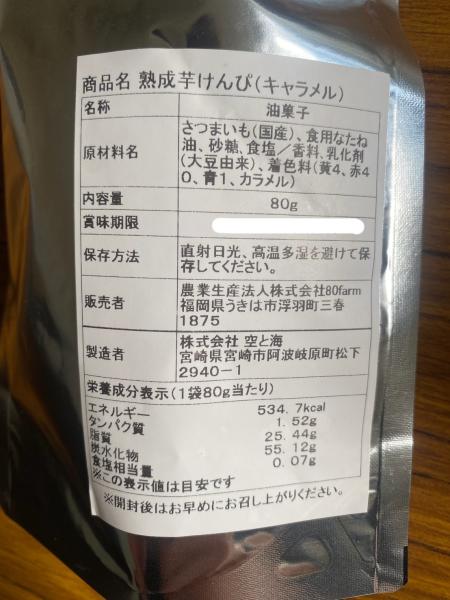 商品名 熟成芋けんぴ(キャラメル)
名称 油菓子
原材料名 さつまいも(国産)、食用なたね
油、砂糖、食塩／香料、乳化剤
(大豆由来)、着色料(黄4、赤4
0、青1、カラメル)
内容量 80g
賞味期限
保存方法 直射日光、高温多湿を避けて保
存してください。
販売者 農業生産法人株式会社80farm
福岡県うきは市浮羽町三春
1875
製造者 株式会社 空と海
宮崎県宮崎市阿波岐原町松下
2940-1
栄養成分表示(1袋80g当たり)
エネルギー 534.7kcal
タンパク質 1.52g
脂質 25.44g
炭水化物 55.12g
食塩相当量 0.07g
※この表示値は目安です
※開封後はお早めにお召し上がりください。